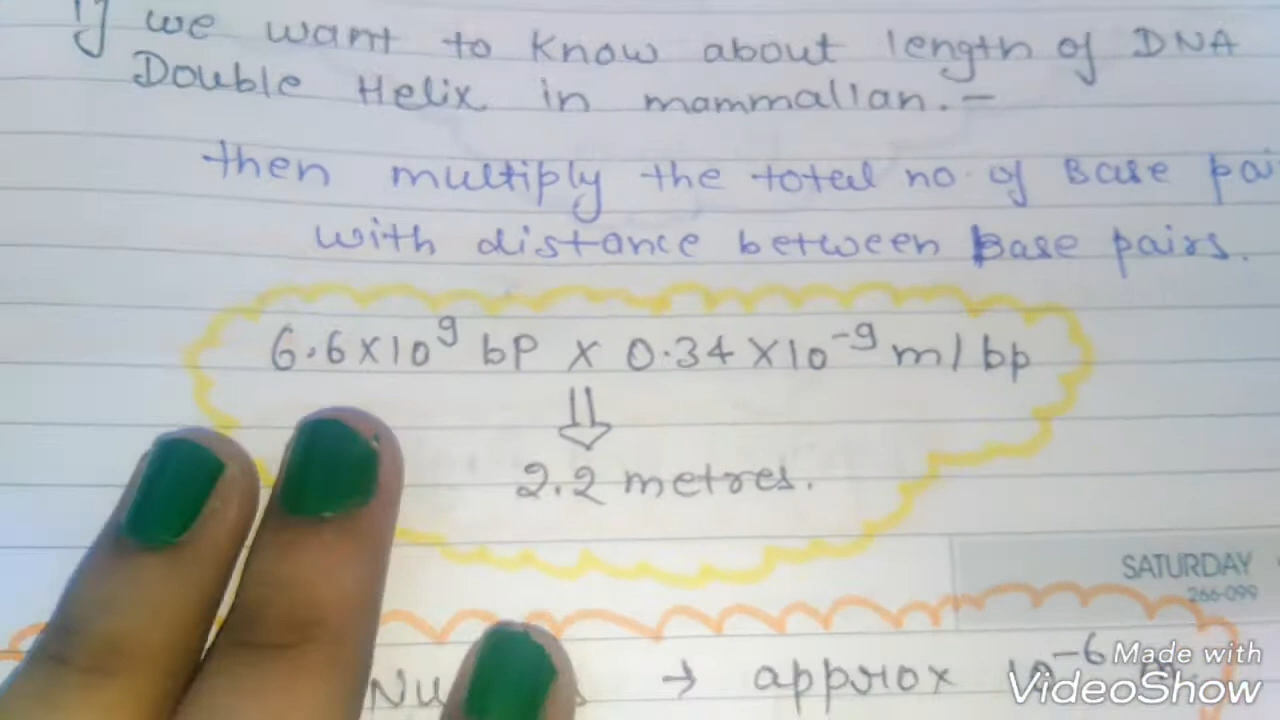 If we want to know about length of DNA
Double Helix in mammalian. -
then multiply the total no. of Base pai
with distance between Base pairs.
6.6 x 10⁹ bp x 0.34 x 10⁻⁹ m/bp
⇓
2.2 metres.
SATURDAY
266-099
→ approx 10⁻⁶
Made with
VideoShow